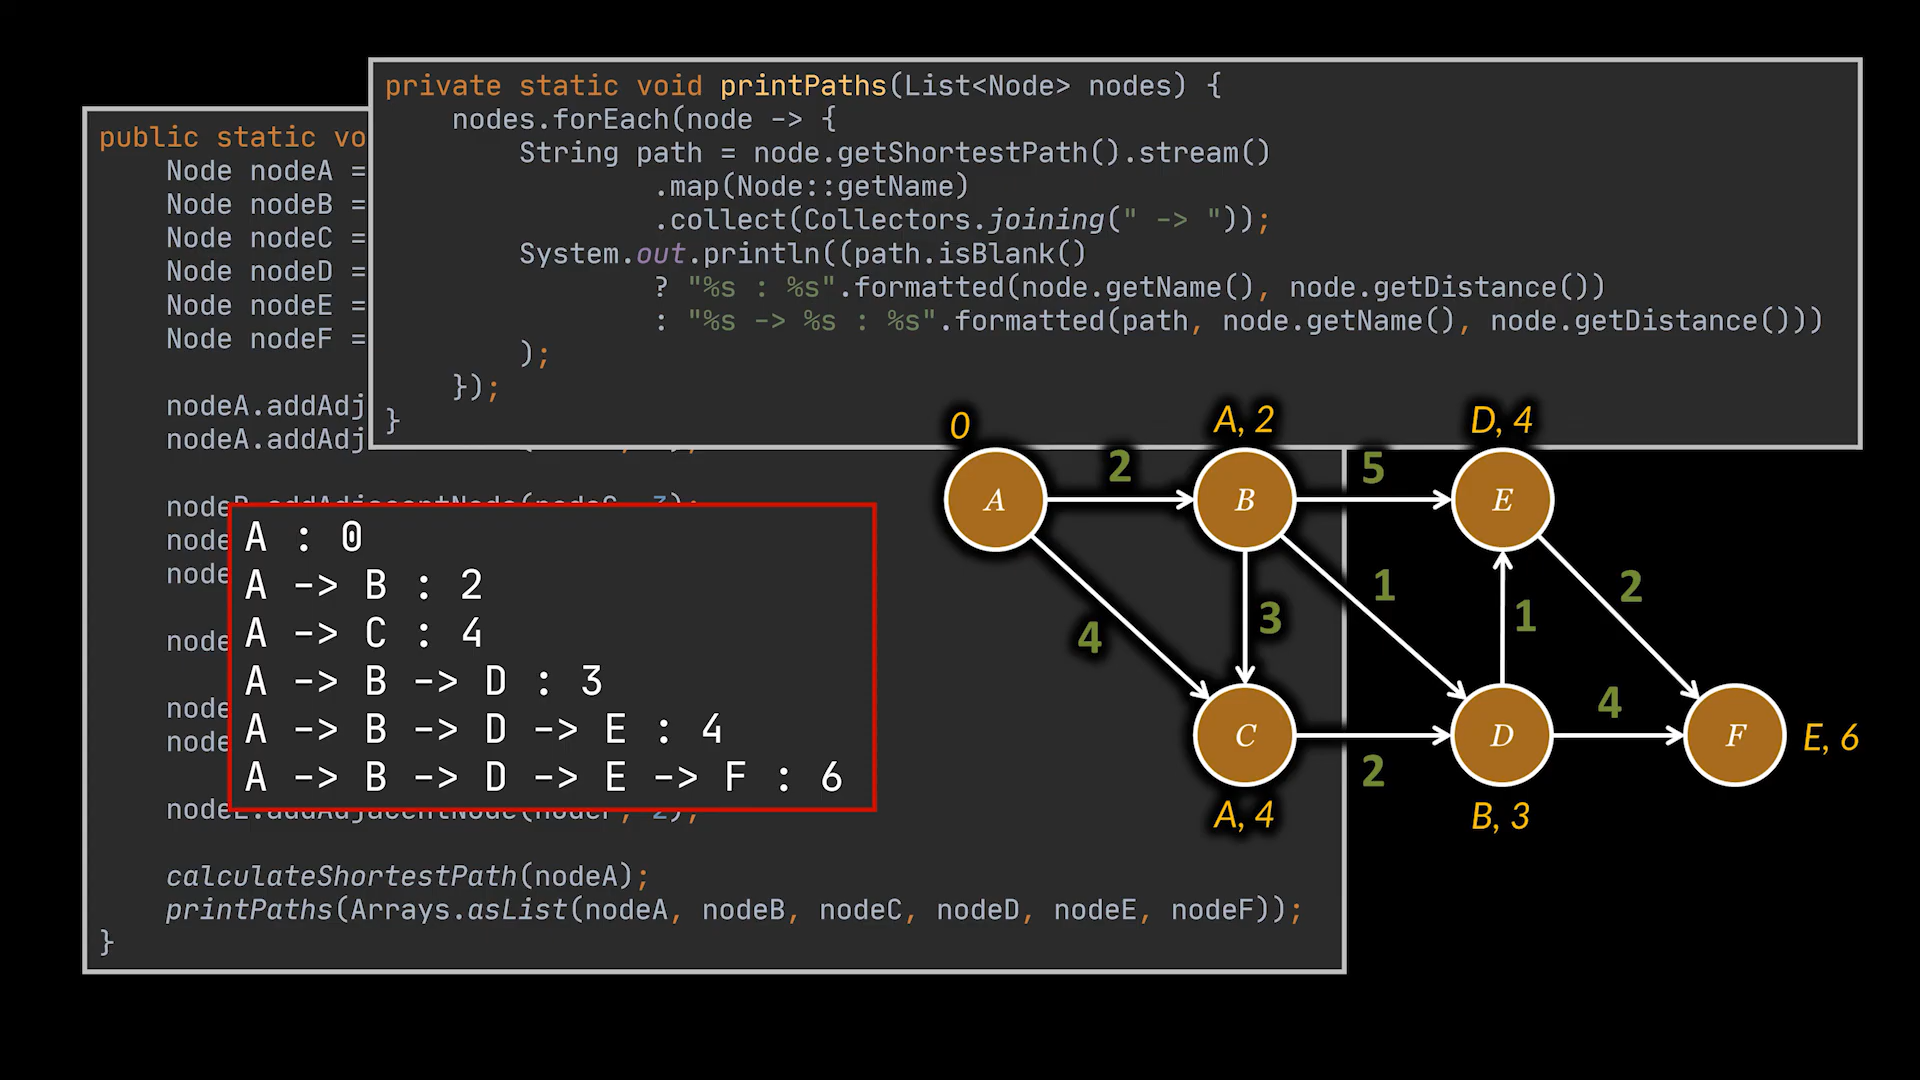 private static void printPaths(List<Node> nodes) {
nodes.forEach(node -> {
String path = node.getShortestPath().stream()
.map(Node::getName)
.collect(Collectors.joining(" -> "));
System.out.println((path.isBlank()
? "%s : %s".formatted(node.getName(), node.getDistance())
: "%s -> %s : %s".formatted(path, node.getName(), node.getDistance()))
);
});
}
public static vo
Node nodeA =
Node nodeB =
Node nodeC =
Node nodeD =
Node nodeE =
Node nodeF =
nodeA.addAdj
nodeA.addAdj
node
node
node
node
node
node
nodeE.addAdjacentNode(nodeF, 2);
calculateShortestPath(nodeA);
printPaths(Arrays.asList(nodeA, nodeB, nodeC, nodeD, nodeE, nodeF));
}
A : 0
A -> B : 2
A -> C : 4
A -> B -> D : 3
A -> B -> D -> E : 4
A -> B -> D -> E -> F : 6
0
A, 2
D, 4
2
5
A
B
E
4
3
1
1
2
4
C
D
F
E, 6
2
A, 4
B, 3